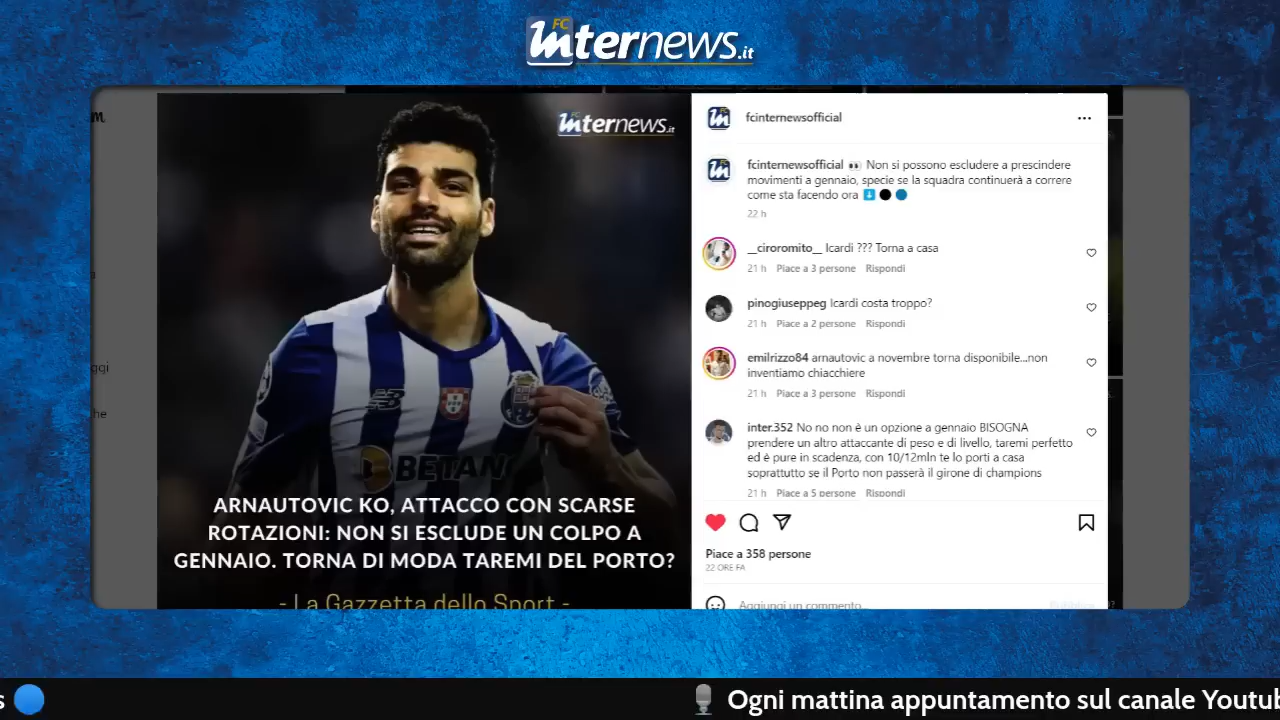 FC
internews.it
m
internews.it
fcinternewsofficial
fcinternewsofficial 👀 Non si possono escludere a prescindere
movimenti a gennaio, specie se la squadra continuerà a correre
come sta facendo ora ⬇️ ⚫ 🔵
22 h
__ciroromito__ Icardi ??? Torna a casa
21 h Piace a 3 persone Rispondi
pinogiuseppeg Icardi costa troppo?
21 h Piace a 2 persone Rispondi
emilrizzo84 arnautovic a novembre torna disponibile...non
inventiamo chiacchiere
21 h Piace a 3 persone Rispondi
inter.352 No no non è un opzione a gennaio BISOGNA
prendere un altro attaccante di peso e di livello, taremi perfetto
ed è pure in scadenza, con 10/12mln te lo porti a casa
soprattutto se il Porto non passerà il girone di champions
21 h Piace a 5 persone Rispondi
Piace a 358 persone
22 ORE FA
Aggiungi un commento...
Pubblica
BETANO
ARNAUTOVIC KO, ATTACCO CON SCARSE
ROTAZIONI: NON SI ESCLUDE UN COLPO A
GENNAIO. TORNA DI MODA TAREMI DEL PORTO?
- La Gazzetta dello Sport -
ggi
he
s 🔵
🎙️ Ogni mattina appuntamento sul canale Youtub